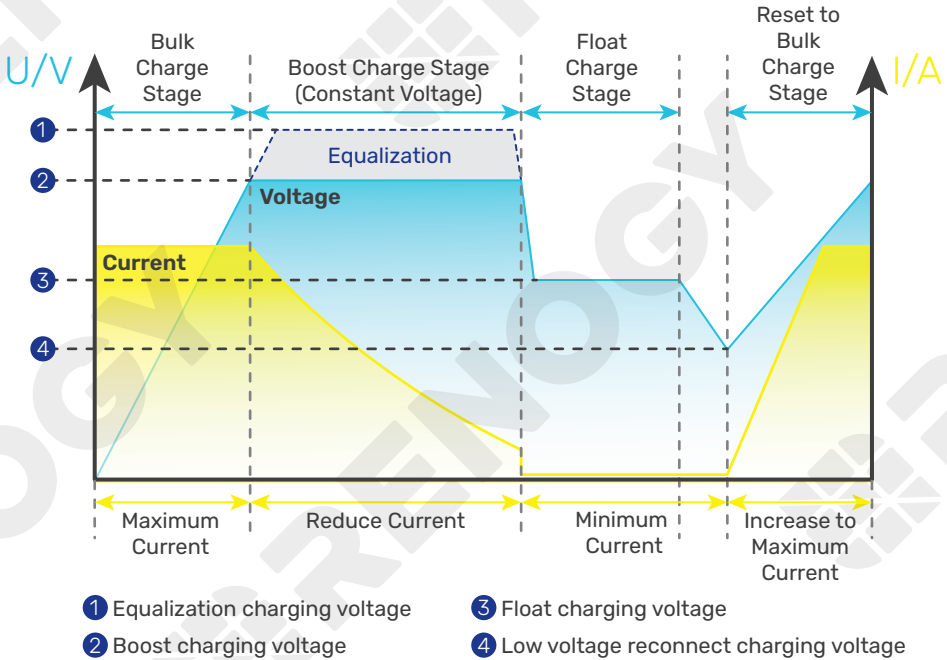 U/V
Bulk
Charge
Stage
Boost Charge Stage
(Constant Voltage)
Float
Charge
Stage
Reset to
Bulk
Charge
Stage
I/A
1
Equalization
2
Voltage
Current
3
4
Maximum
Current
Reduce Current
Minimum
Current
Increase to
Maximum
Current
1 Equalization charging voltage
3 Float charging voltage
2 Boost charging voltage
4 Low voltage reconnect charging voltage
RENOGY
OGY